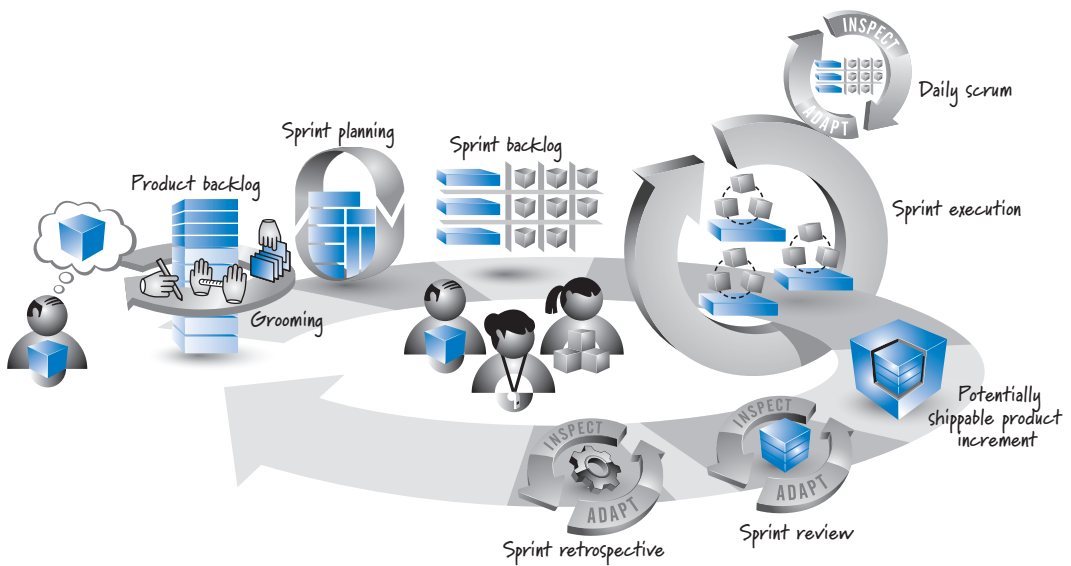 INSPECT
ADAPT
Daily scrum
Sprint planning
Sprint backlog
Product backlog
Sprint execution
Grooming
Potentially
shippable product
increment
INSPECT
ADAPT
Sprint review
INSPECT
ADAPT
Sprint retrospective